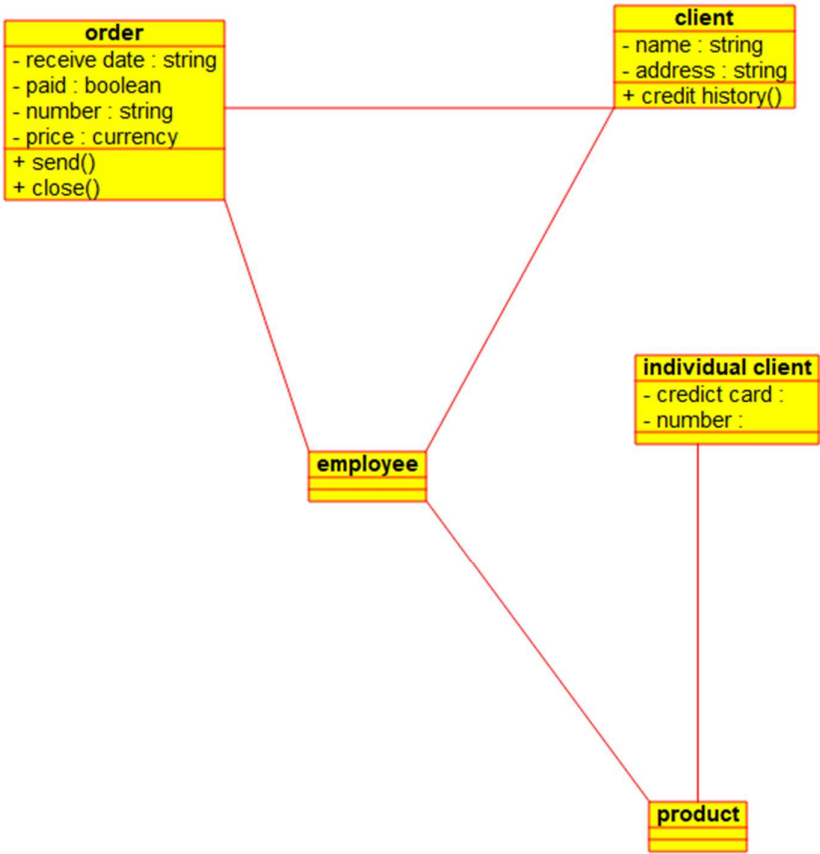 order
- receive date : string
- paid : boolean
- number : string
- price : currency
+ send()
+ close()
client
- name : string
- address : string
+ credit history()
individual client
- credict card :
- number :
employee
product